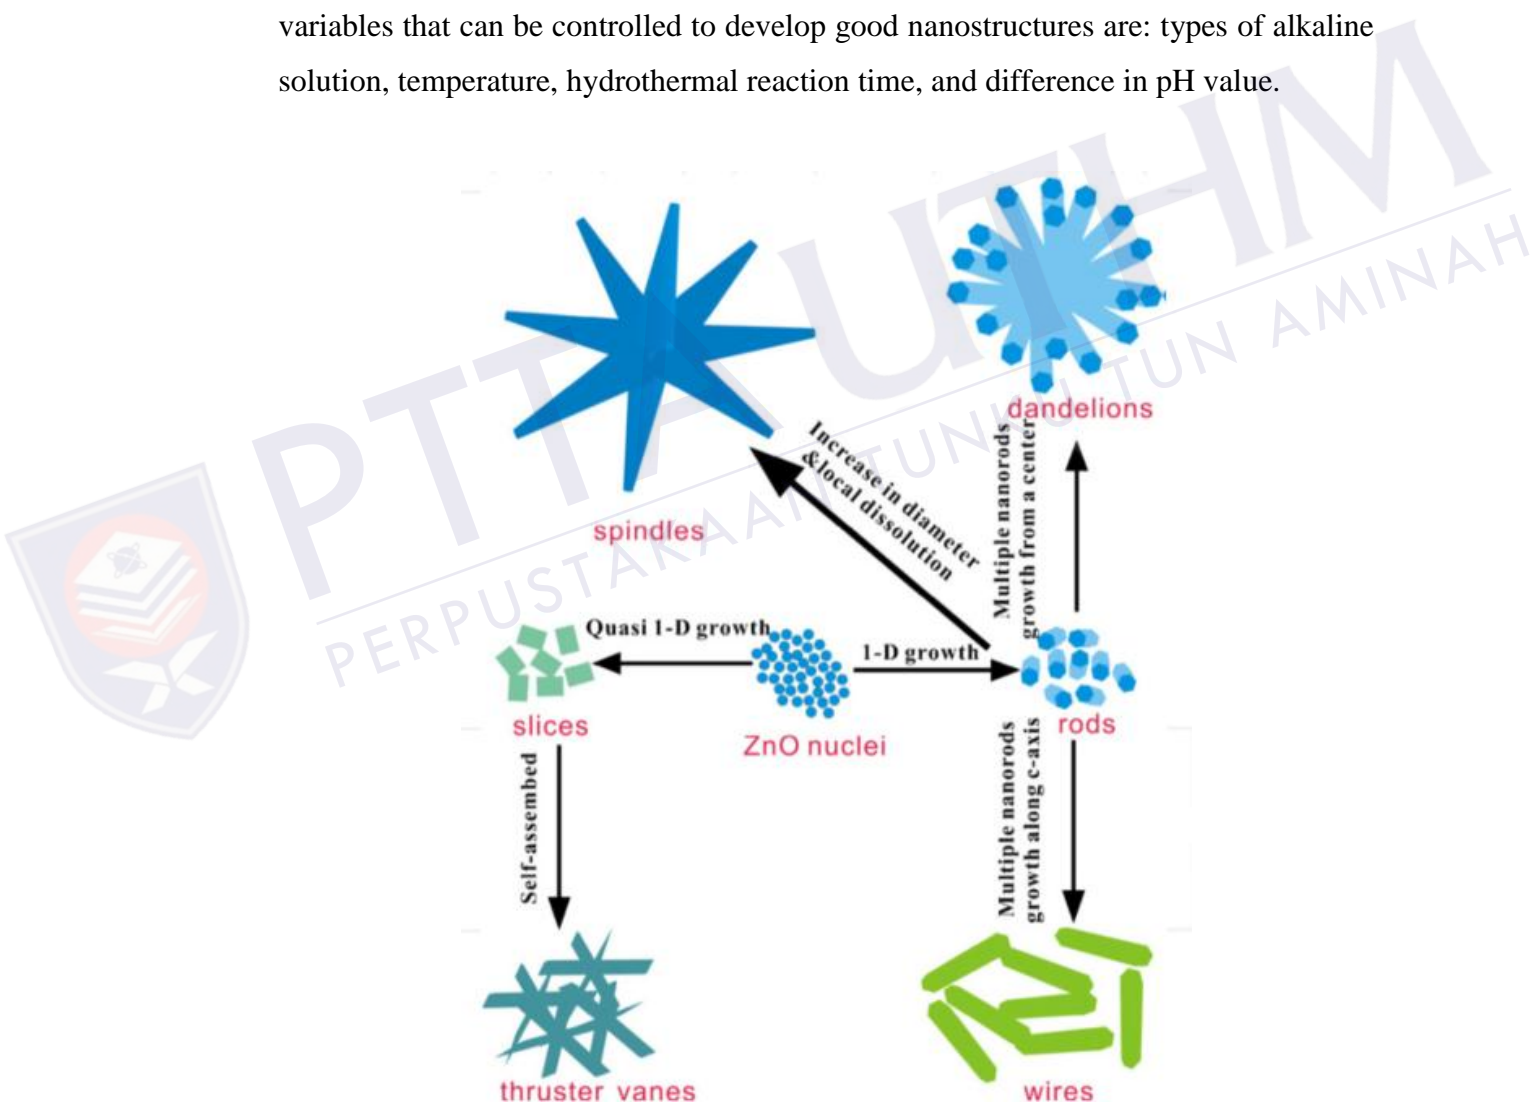 variables that can be controlled to develop good nanostructures are: types of alkaline
solution, temperature, hydrothermal reaction time, and difference in pH value.
PTTA UTHM
PERPUSTAKAAN TUNKU TUN AMINAH
dandelions
spindles
Increase in diameter
&local dissolution
Multiple nanorods
growth from a center
Quasi 1-D growth
1-D growth
slices
ZnO nuclei
rods
Self-assembed
Multiple nanorods
growth along c-axis
thruster vanes
wires